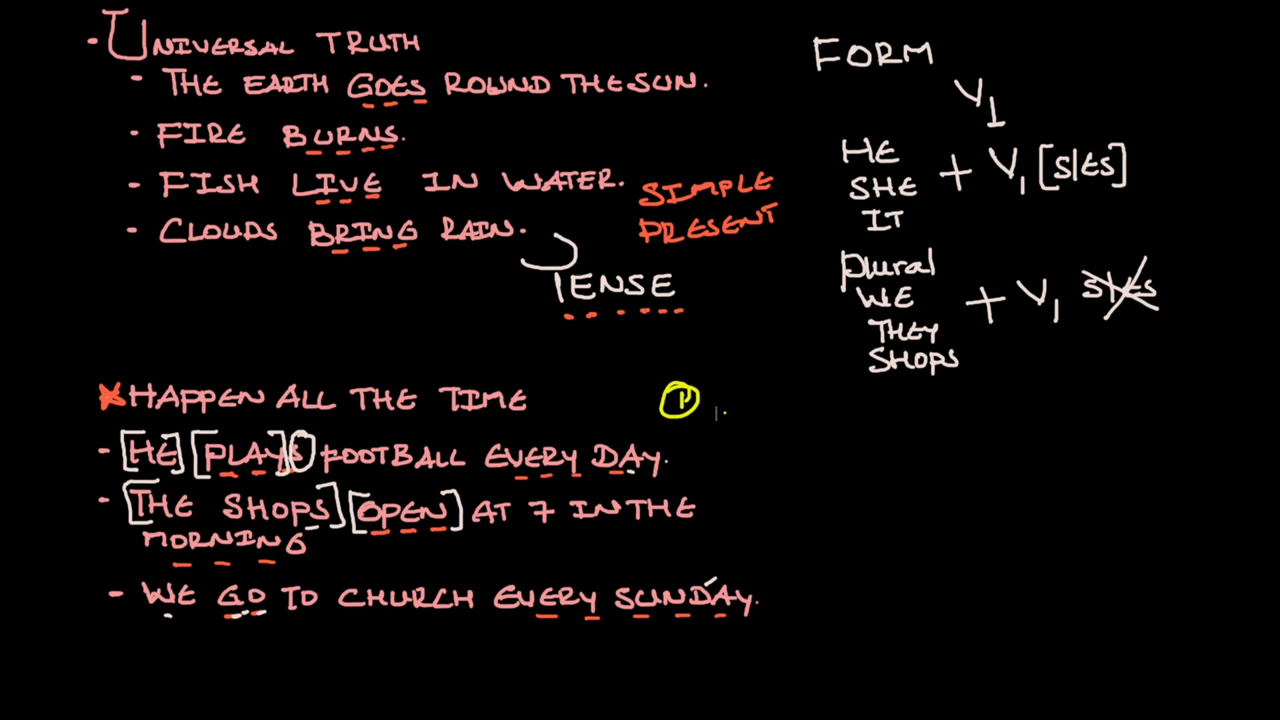 · UNIVERSAL TRUTH
· THE EARTH GOES ROUND THE SUN.
· FIRE BURNS.
· FISH LIVE IN WATER.
· CLOUDS BRING RAIN.
SIMPLE
PRESENT
TENSE
FORM
V1
HE
SHE
IT
+ V1 [S/ES]
plural
WE
THEY
SHOPS
+ V1 S/ES
HAPPEN ALL THE TIME
P
- [HE] [PLAY]S FOOTBALL EVERY DAY.
- [THE SHOPS] [OPEN] AT 7 IN THE
MORNING
- WE GO TO CHURCH EVERY SUNDAY.